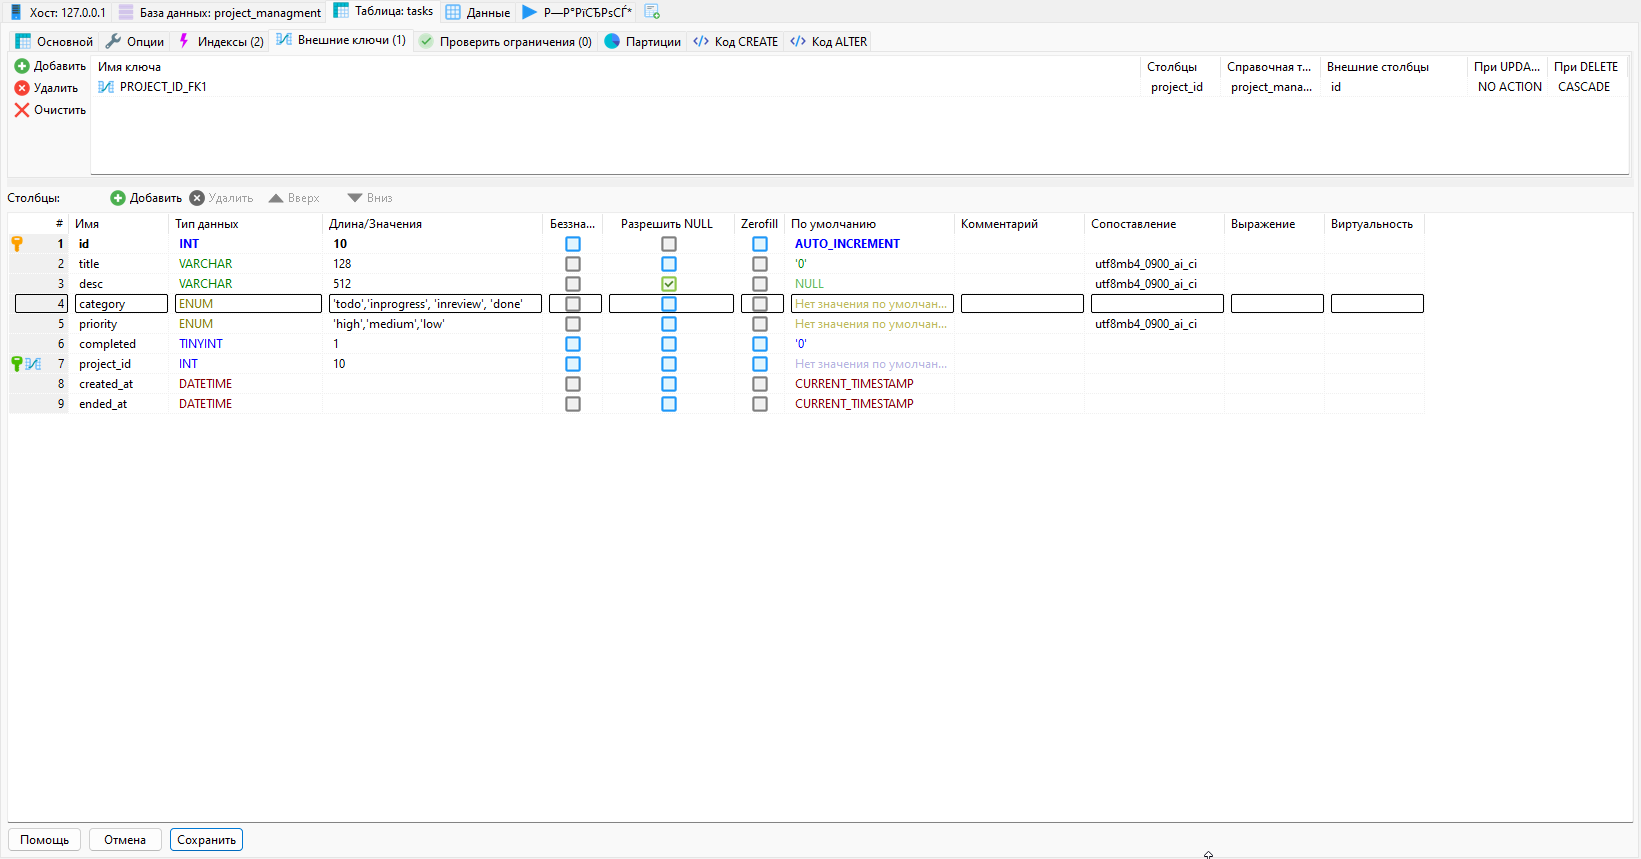 Хост: 127.0.0.1 База данных: project_managment Таблица: tasks Данные Р—Р°РїСЂРѕСЃ*
Основной Опции Индексы (2) Внешние ключи (1) Проверить ограничения (0) Партиции Код CREATE Код ALTER
Добавить Имя ключа Столбцы Справочная т... Внешние столбцы При UPDA... При DELETE
Удалить PROJECT_ID_FK1 project_id project_mana... id NO ACTION CASCADE
Очистить
Столбцы: Добавить Удалить Вверх Вниз
# Имя Тип данных Длина/Значения Беззна... Разрешить NULL Zerofill По умолчанию Комментарий Сопоставление Выражение Виртуальность
1 id INT 10 AUTO_INCREMENT
2 title VARCHAR 128 '0' utf8mb4_0900_ai_ci
3 desc VARCHAR 512 NULL utf8mb4_0900_ai_ci
4 category ENUM 'todo','inprogress', 'inreview', 'done' Нет значения по умолчан...
5 priority ENUM 'high','medium','low' Нет значения по умолчан... utf8mb4_0900_ai_ci
6 completed TINYINT 1 '0'
7 project_id INT 10 Нет значения по умолчан...
8 created_at DATETIME CURRENT_TIMESTAMP
9 ended_at DATETIME CURRENT_TIMESTAMP
Помощь Отмена Сохранить